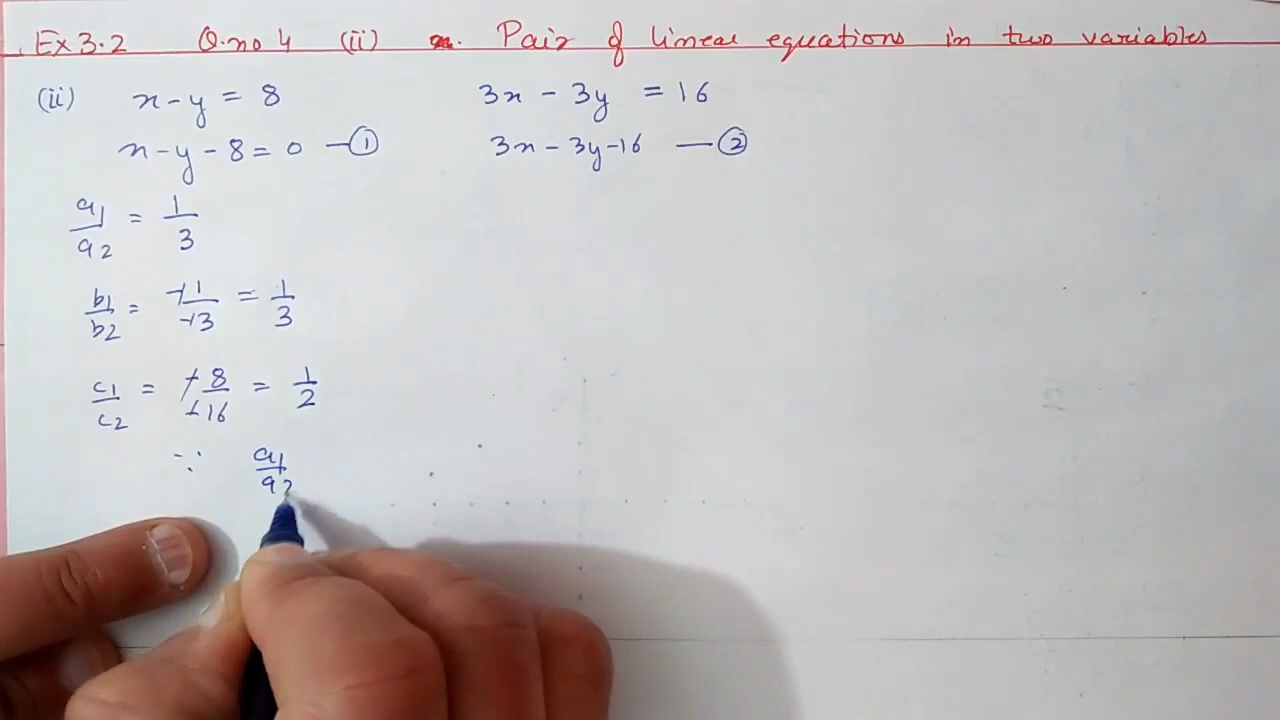 Ex 3.2 Q.no 4 (ii) Pair of linear equations in two variables
(ii) x - y = 8 3x - 3y = 16
x - y - 8 = 0 — ① 3x - 3y - 16 — ②
a1/a2 = 1/3
b1/b2 = -1/-3 = 1/3
c1/c2 = -8/-16 = 1/2
∵ a1/a2